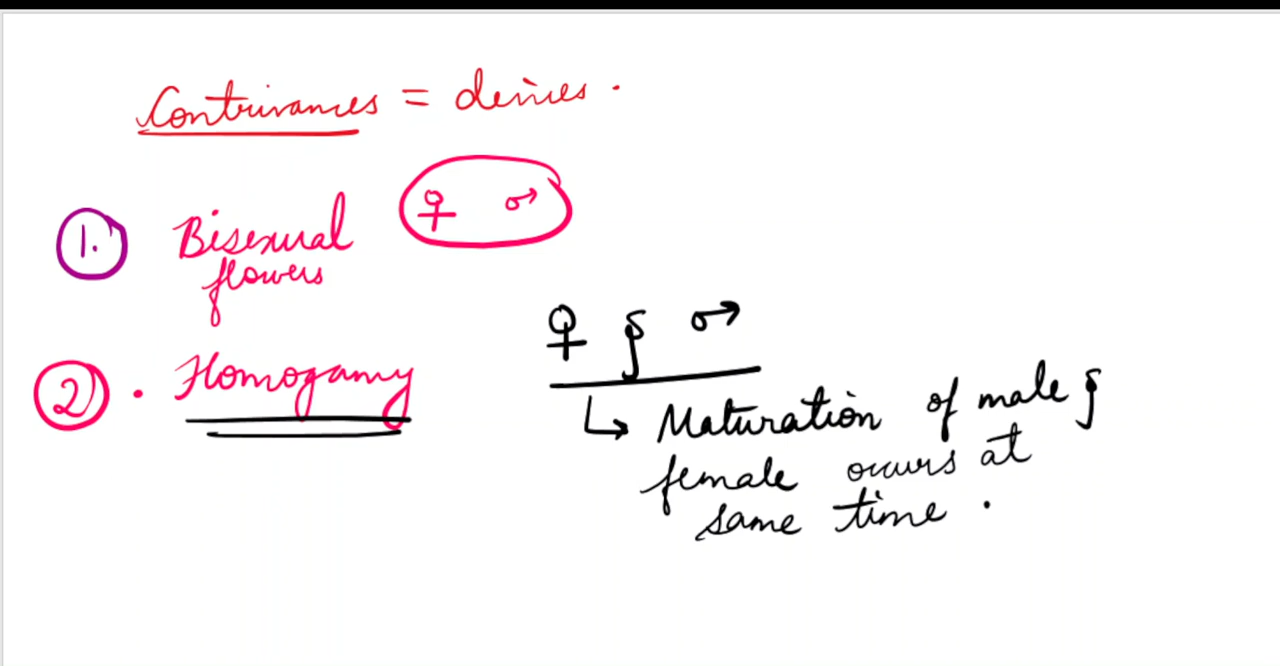 Contrivances = devices.
1. Bisexual ♀ ♂
flowers
♀ & ♂
2) . Homogamy
↳ Maturation of male &
female occurs at
same time.